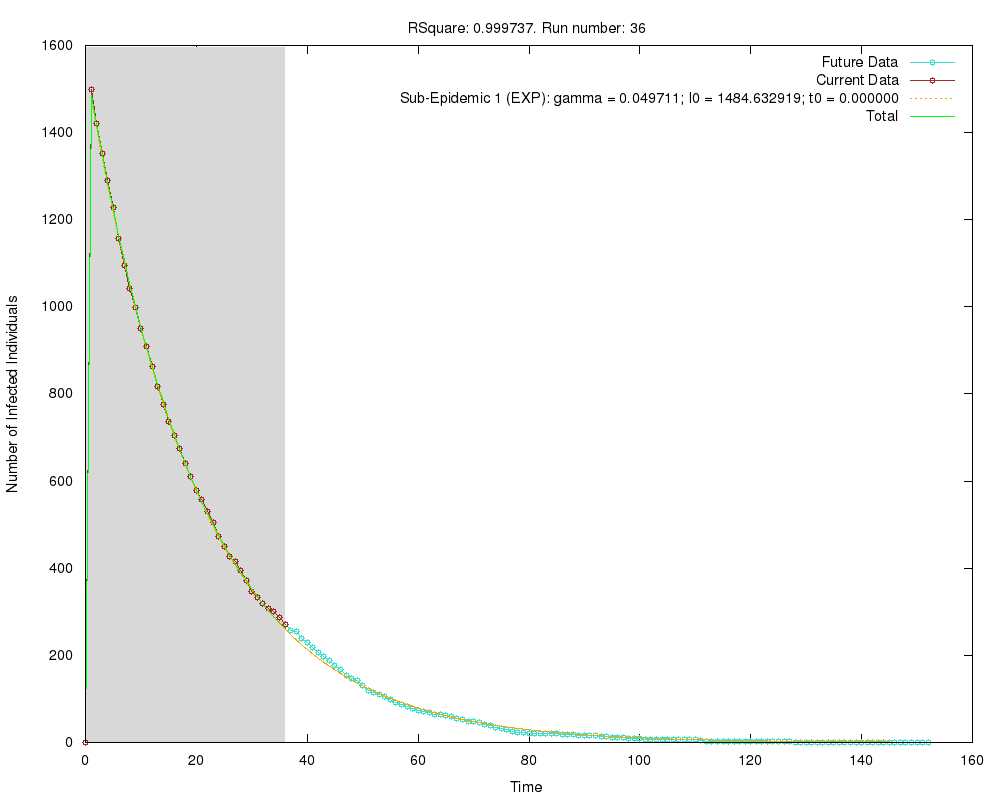 RSquare: 0.999737. Run number: 36
1600
1400
1200
1000
800
600
400
200
0
Number of Infected Individuals
Future Data
Current Data
Sub-Epidemic 1 (EXP): gamma = 0.049711; I0 = 1484.632919; t0 = 0.000000
Total
0 20 40 60 80 100 120 140 160
Time